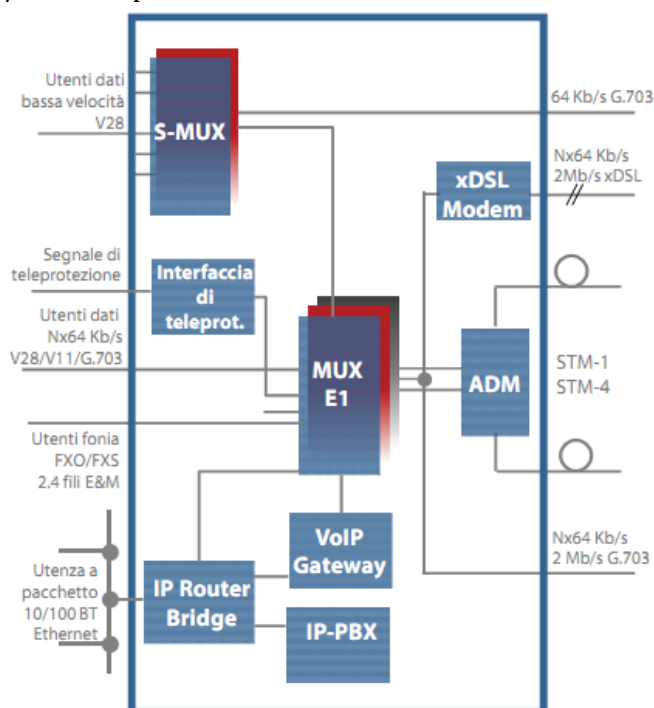 Utenti dati
bassa velocità
V28
S-MUX
64 Kb/s G.703
Nx64 Kb/s
2Mb/s xDSL
xDSL
Modem
Segnale di
teleprotezione
Interfaccia
di
teleprot.
Utenti dati
Nx64 Kb/s
V28/V11/G.703
MUX
E1
ADM
STM-1
STM-4
Utenti fonia
FXO/FXS
2.4 fili E&M
VoIP
Gateway
Nx64 Kb/s
2 Mb/s G.703
Utenza a
pacchetto
10/100 BT
Ethernet
IP Router
Bridge
IP-PBX